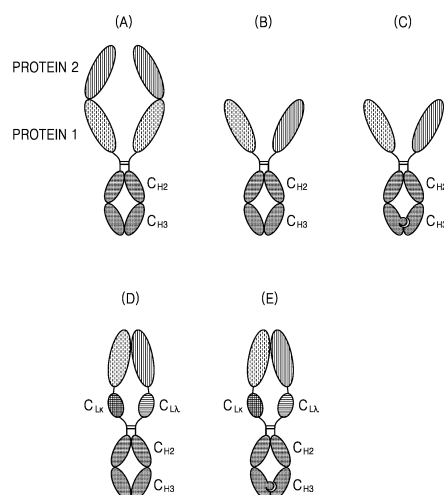 (A)
(B)
(C)
PROTEIN 2
PROTEIN 1
CH2
CH3
CH2
CH3
CH2
CH3
(D)
(E)
CLκ
CLλ
CH2
CH3
CLκ
CLλ
CH2
CH3